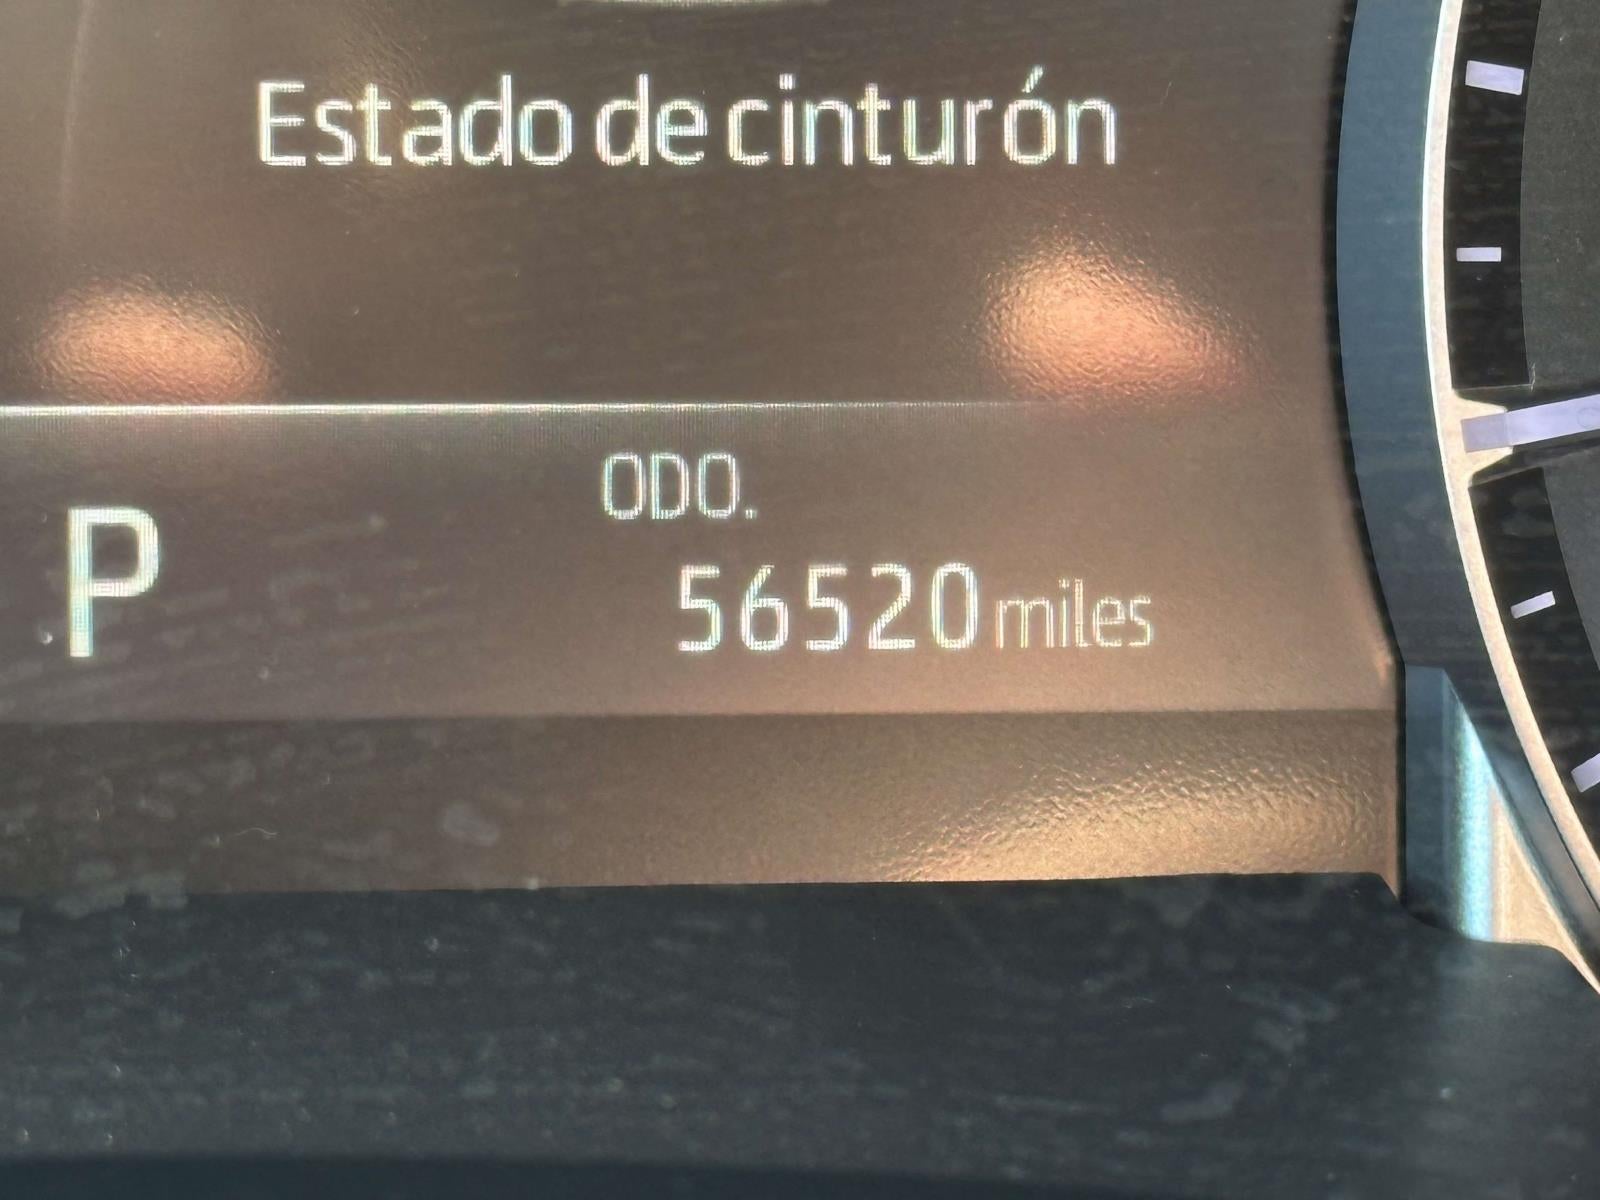 Estado de cinturón
ODO.
P
56520 miles